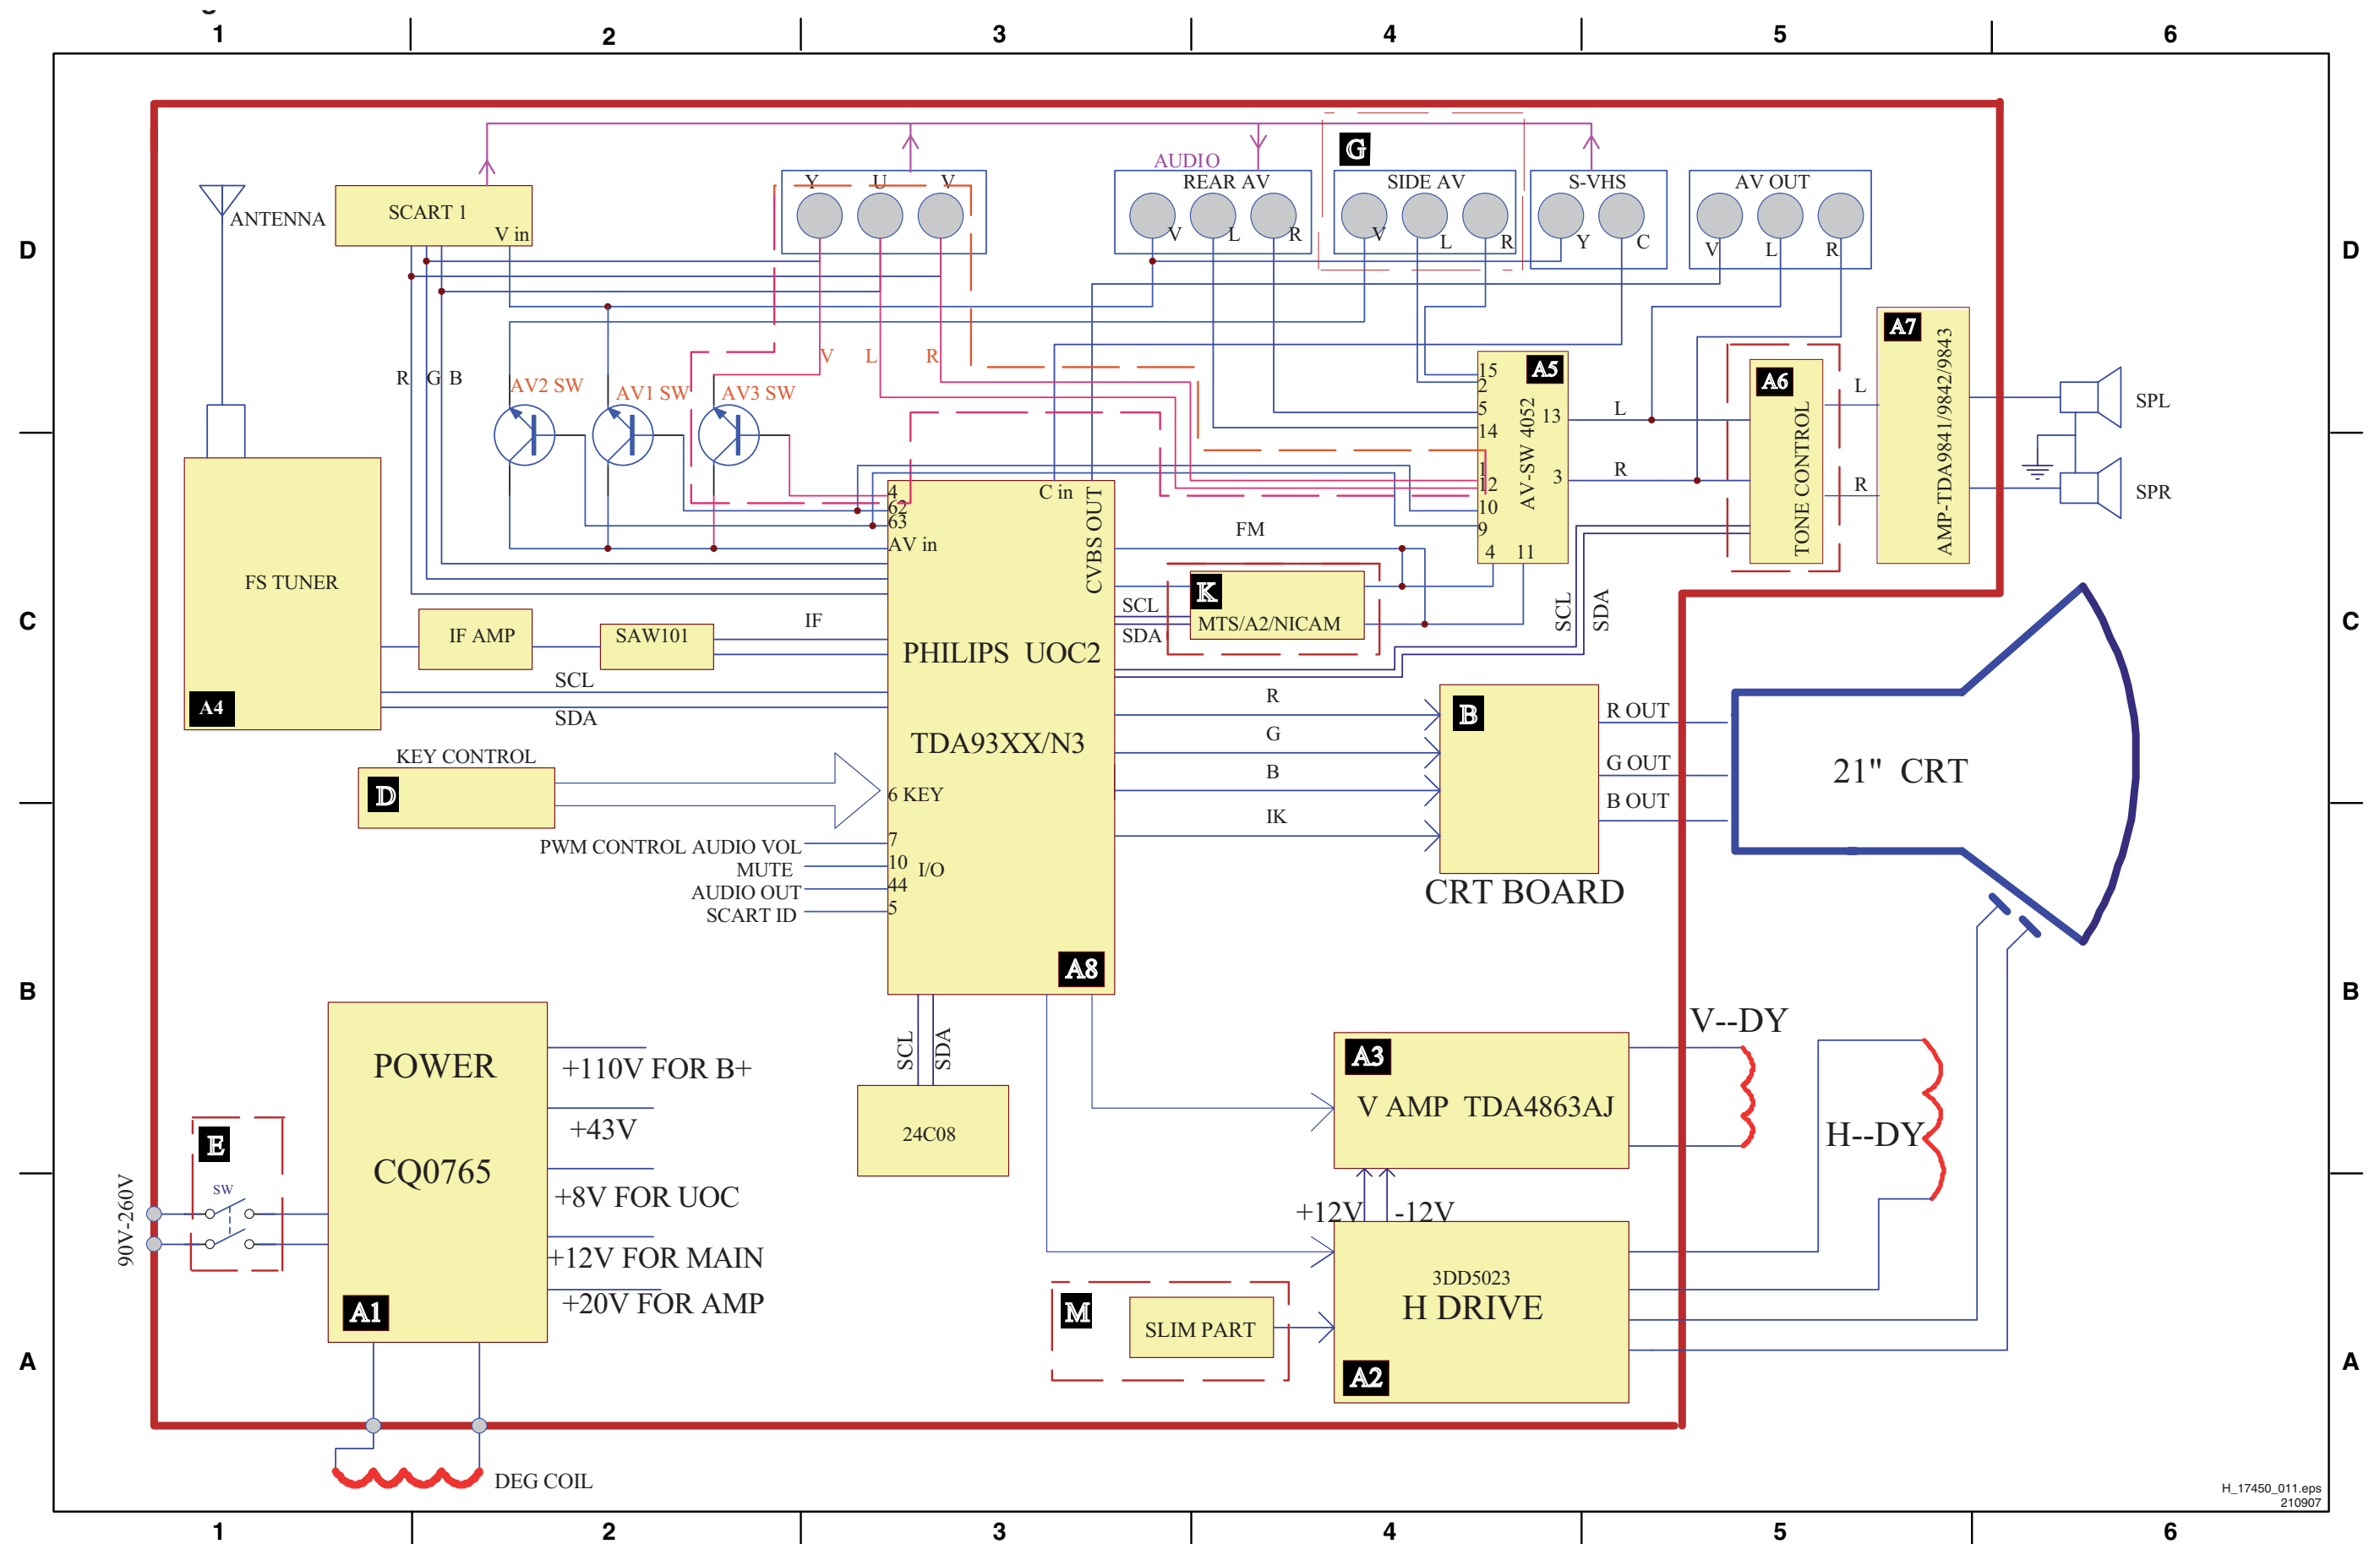 1 2 3 4 5 6
D
C
B
A
D
C
B
A
ANTENNA
SCART 1
V in
Y U V
AUDIO
REAR AV
V L R
G
SIDE AV
V L R
S-VHS
Y C
AV OUT
V L R
R G B
V L R
AV2 SW
AV1 SW
AV3 SW
A5
AV-SW 4052
15
2
5
14
1
12
10
9
4 11
13
3
L
R
A6
TONE CONTROL
L
R
A7
AMP-TDA9841/9842/9843
SPL
SPR
FS TUNER
A4
IF AMP
SAW101
IF
SCL
SDA
4
62
63
AV in
C in
CVBS OUT
FM
K
MTS/A2/NICAM
SCL
SDA
SCL
SDA
PHILIPS UOC2
TDA93XX/N3
KEY CONTROL
D
6 KEY
7
10
44
5
I/O
PWM CONTROL AUDIO VOL
MUTE
AUDIO OUT
SCART ID
A8
R
G
B
IK
B
CRT BOARD
R OUT
G OUT
B OUT
21" CRT
SCL
SDA
24C08
POWER
CQ0765
A1
+110V FOR B+
+43V
+8V FOR UOC
+12V FOR MAIN
+20V FOR AMP
E
SW
90V-260V
DEG COIL
A3
V AMP TDA4863AJ
V--DY
H--DY
+12V -12V
3DD5023
H DRIVE
A2
M
SLIM PART
H_17450_011.eps
210907
1 2 3 4 5 6